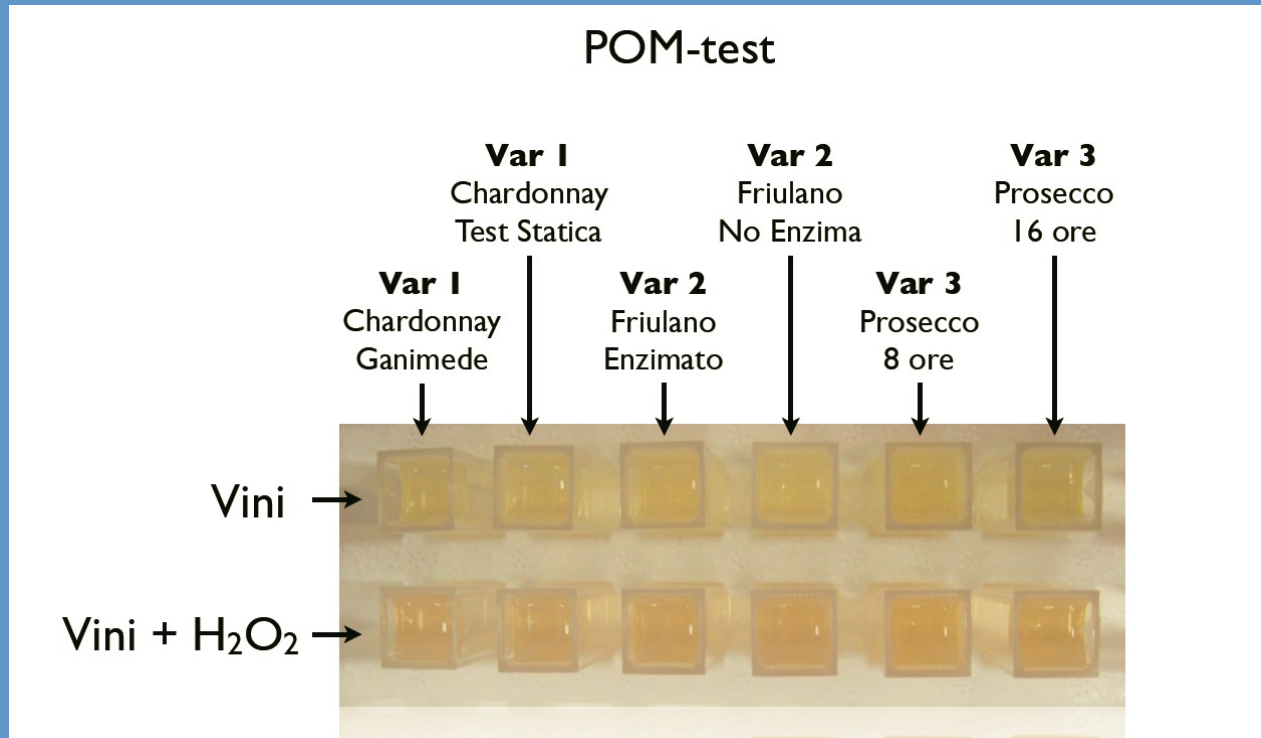 POM-test
Var 1
Chardonnay
Test Statica
Var 2
Friulano
No Enzima
Var 3
Prosecco
16 ore
Var 1
Chardonnay
Ganimede
Var 2
Friulano
Enzimato
Var 3
Prosecco
8 ore
Vini
Vini + H₂O₂